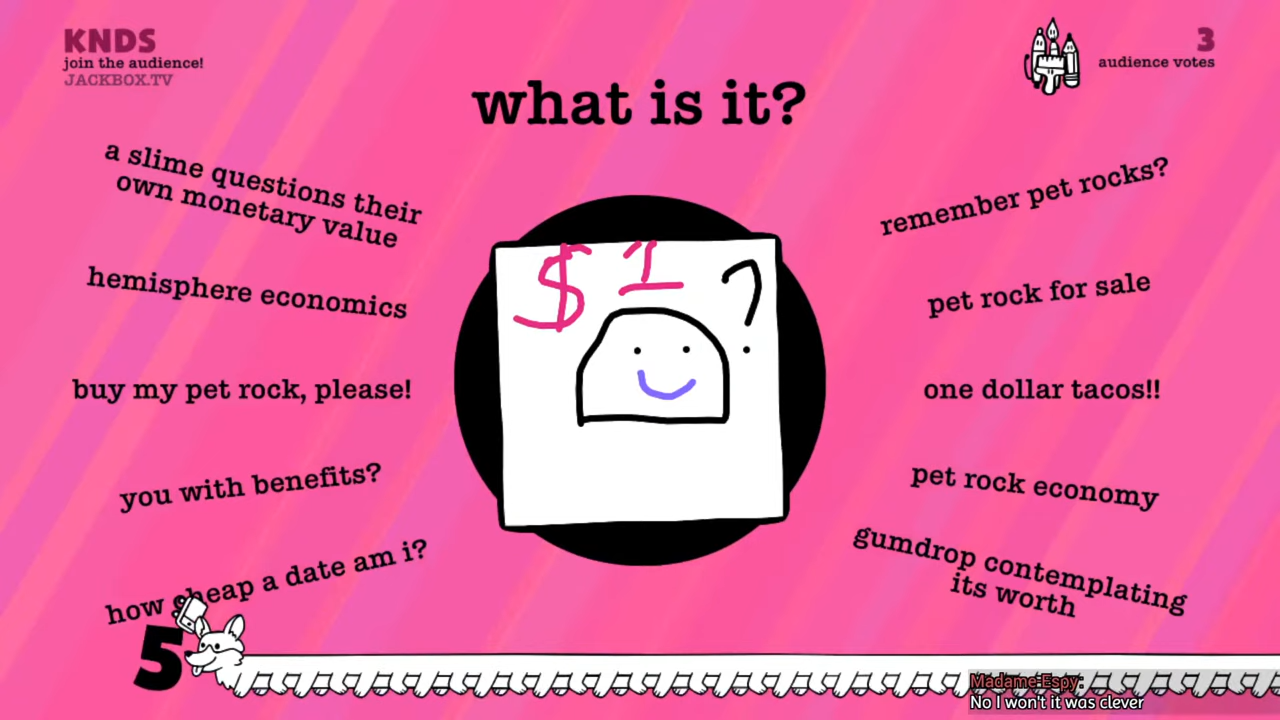 KNDS
join the audience!
JACKBOX.TV
3
audience votes
what is it?
a slime questions their
own monetary value
hemisphere economics
buy my pet rock, please!
you with benefits?
how cheap a date am i?
$1 ?
remember pet rocks?
pet rock for sale
one dollar tacos!!
pet rock economy
gumdrop contemplating
its worth
5
Madame-Espy:
No I won't it was clever